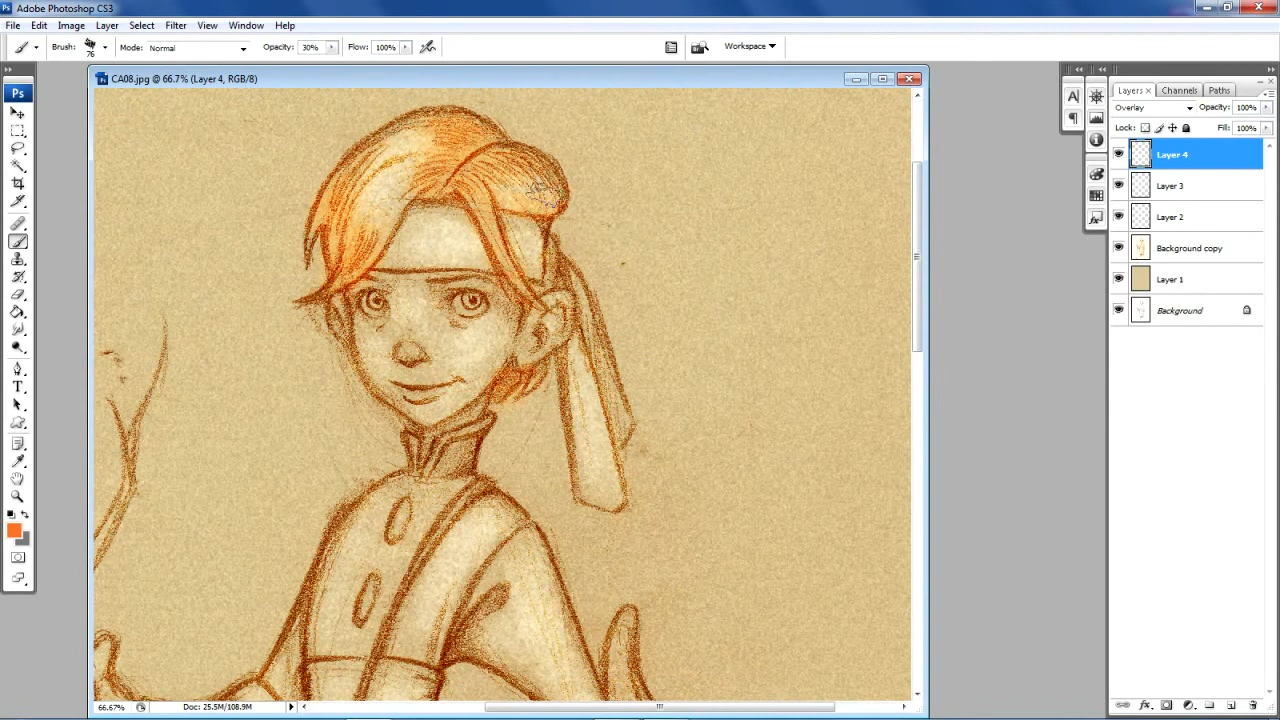 Ps Adobe Photoshop CS3
File Edit Image Layer Select Filter View Window Help
Brush: 76 Mode: Normal Opacity: 30% Flow: 100% Workspace
CA08.jpg @ 66.7% (Layer 4, RGB/8)
Ps
T
Layers Channels Paths
Overlay Opacity: 100%
Lock: Fill: 100%
Layer 4
Layer 3
Layer 2
Background copy
Layer 1
Background
66.67% Doc: 25.5M/108.9M